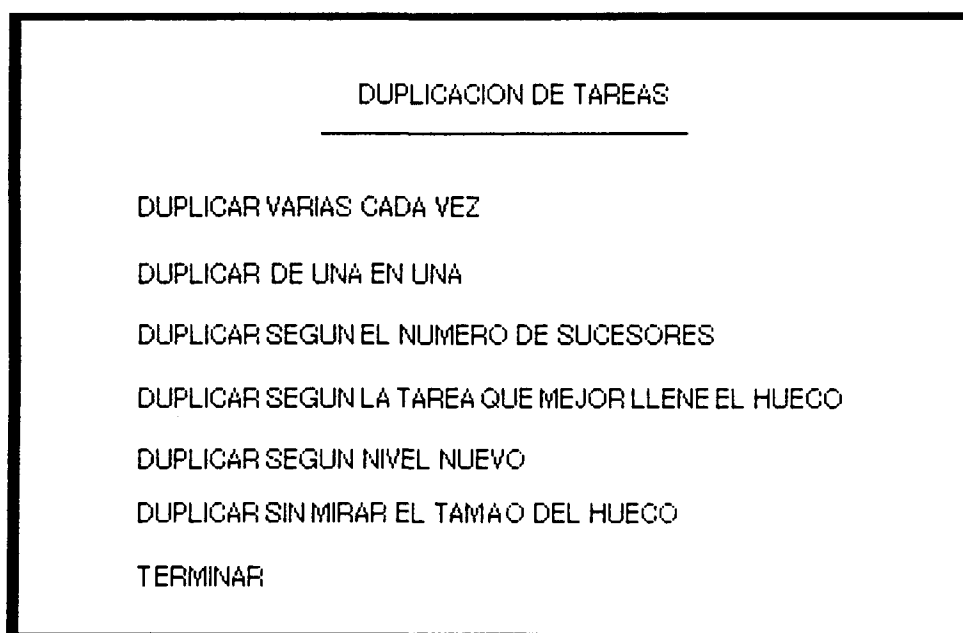 DUPLICACION DE TAREAS
DUPLICAR VARIAS CADA VEZ
DUPLICAR DE UNA EN UNA
DUPLICAR SEGUN EL NUMERO DE SUCESORES
DUPLICAR SEGUN LA TAREA QUE MEJOR LLENE EL HUECO
DUPLICAR SEGUN NIVEL NUEVO
DUPLICAR SIN MIRAR EL TAMAO DEL HUECO
TERMINAR